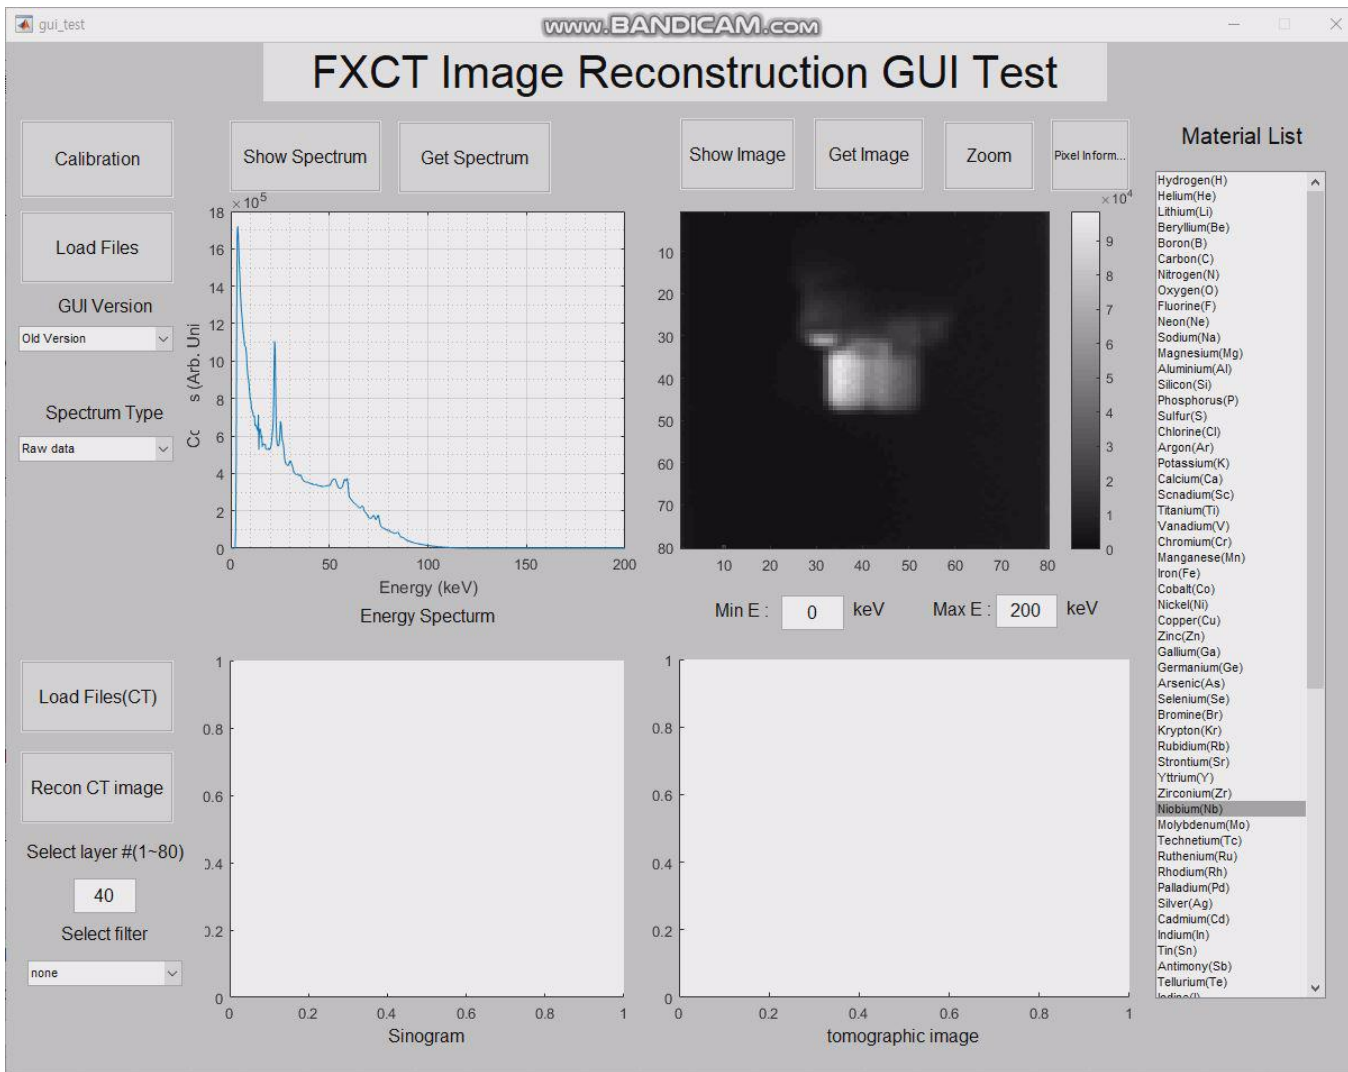 gui_test
www.BANDICAM.com
FXCT Image Reconstruction GUI Test
Calibration
Load Files
GUI Version
Old Version
Spectrum Type
Raw data
Show Spectrum
Get Spectrum
×10⁵
18
16
14
12
10
8
6
4
2
0
s (Arb. Uni
0
50
100
150
200
Energy (keV)
Energy Specturm
Show Image
Get Image
Zoom
Pixel Inform...
10
20
30
40
50
60
70
80
10
20
30
40
50
60
70
80
×10⁴
9
8
7
6
5
4
3
2
1
0
Min E :
0
keV
Max E :
200
keV
Load Files(CT)
Recon CT image
Select layer #(1~80)
40
Select filter
none
1
0.8
0.6
0.4
0.2
0
0
0.2
0.4
0.6
0.8
1
Sinogram
1
0.8
0.6
0.4
0.2
0
0
0.2
0.4
0.6
0.8
1
tomographic image
Material List
Hydrogen(H)
Helium(He)
Lithium(Li)
Beryllium(Be)
Boron(B)
Carbon(C)
Nitrogen(N)
Oxygen(O)
Fluorine(F)
Neon(Ne)
Sodium(Na)
Magnesium(Mg)
Aluminium(Al)
Silicon(Si)
Phosphorus(P)
Sulfur(S)
Chlorine(Cl)
Argon(Ar)
Potassium(K)
Calcium(Ca)
Scnadium(Sc)
Titanium(Ti)
Vanadium(V)
Chromium(Cr)
Manganese(Mn)
Iron(Fe)
Cobalt(Co)
Nickel(Ni)
Copper(Cu)
Zinc(Zn)
Gallium(Ga)
Germanium(Ge)
Arsenic(As)
Selenium(Se)
Bromine(Br)
Krypton(Kr)
Rubidium(Rb)
Strontium(Sr)
Yttrium(Y)
Zirconium(Zr)
Niobium(Nb)
Molybdenum(Mo)
Technetium(Tc)
Ruthenium(Ru)
Rhodium(Rh)
Palladium(Pd)
Silver(Ag)
Cadmium(Cd)
Indium(In)
Tin(Sn)
Antimony(Sb)
Tellurium(Te)